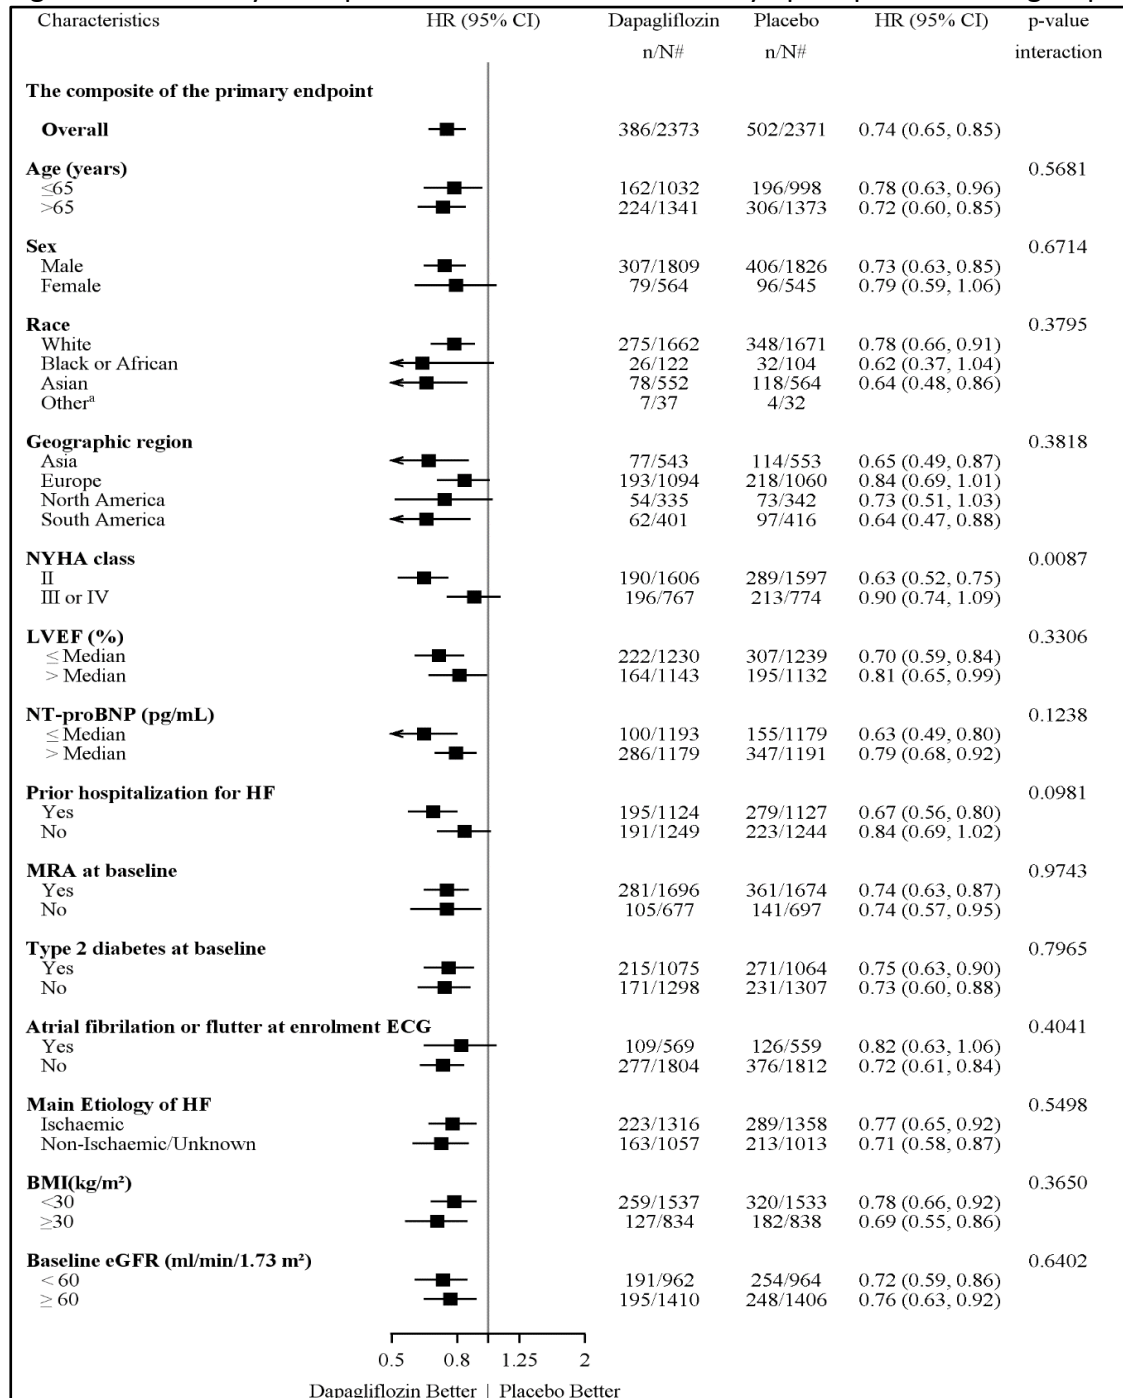 Characteristics HR (95% CI) Dapagliflozin Placebo HR (95% CI) p-value
n/N# n/N# interaction
The composite of the primary endpoint
Overall 386/2373 502/2371 0.74 (0.65, 0.85)
Age (years) 0.5681
≤65 162/1032 196/998 0.78 (0.63, 0.96)
>65 224/1341 306/1373 0.72 (0.60, 0.85)
Sex 0.6714
Male 307/1809 406/1826 0.73 (0.63, 0.85)
Female 79/564 96/545 0.79 (0.59, 1.06)
Race 0.3795
White 275/1662 348/1671 0.78 (0.66, 0.91)
Black or African 26/122 32/104 0.62 (0.37, 1.04)
Asian 78/552 118/564 0.64 (0.48, 0.86)
Otherª 7/37 4/32
Geographic region 0.3818
Asia 77/543 114/553 0.65 (0.49, 0.87)
Europe 193/1094 218/1060 0.84 (0.69, 1.01)
North America 54/335 73/342 0.73 (0.51, 1.03)
South America 62/401 97/416 0.64 (0.47, 0.88)
NYHA class 0.0087
II 190/1606 289/1597 0.63 (0.52, 0.75)
III or IV 196/767 213/774 0.90 (0.74, 1.09)
LVEF (%) 0.3306
≤ Median 222/1230 307/1239 0.70 (0.59, 0.84)
> Median 164/1143 195/1132 0.81 (0.65, 0.99)
NT-proBNP (pg/mL) 0.1238
≤ Median 100/1193 155/1179 0.63 (0.49, 0.80)
> Median 286/1179 347/1191 0.79 (0.68, 0.92)
Prior hospitalization for HF 0.0981
Yes 195/1124 279/1127 0.67 (0.56, 0.80)
No 191/1249 223/1244 0.84 (0.69, 1.02)
MRA at baseline 0.9743
Yes 281/1696 361/1674 0.74 (0.63, 0.87)
No 105/677 141/697 0.74 (0.57, 0.95)
Type 2 diabetes at baseline 0.7965
Yes 215/1075 271/1064 0.75 (0.63, 0.90)
No 171/1298 231/1307 0.73 (0.60, 0.88)
Atrial fibrilation or flutter at enrolment ECG 0.4041
Yes 109/569 126/559 0.82 (0.63, 1.06)
No 277/1804 376/1812 0.72 (0.61, 0.84)
Main Etiology of HF 0.5498
Ischaemic 223/1316 289/1358 0.77 (0.65, 0.92)
Non-Ischaemic/Unknown 163/1057 213/1013 0.71 (0.58, 0.87)
BMI(kg/m²) 0.3650
<30 259/1537 320/1533 0.78 (0.66, 0.92)
≥30 127/834 182/838 0.69 (0.55, 0.86)
Baseline eGFR (ml/min/1.73 m²) 0.6402
< 60 191/962 254/964 0.72 (0.59, 0.86)
≥ 60 195/1410 248/1406 0.76 (0.63, 0.92)
0.5 0.8 1.25 2
Dapagliflozin Better | Placebo Better